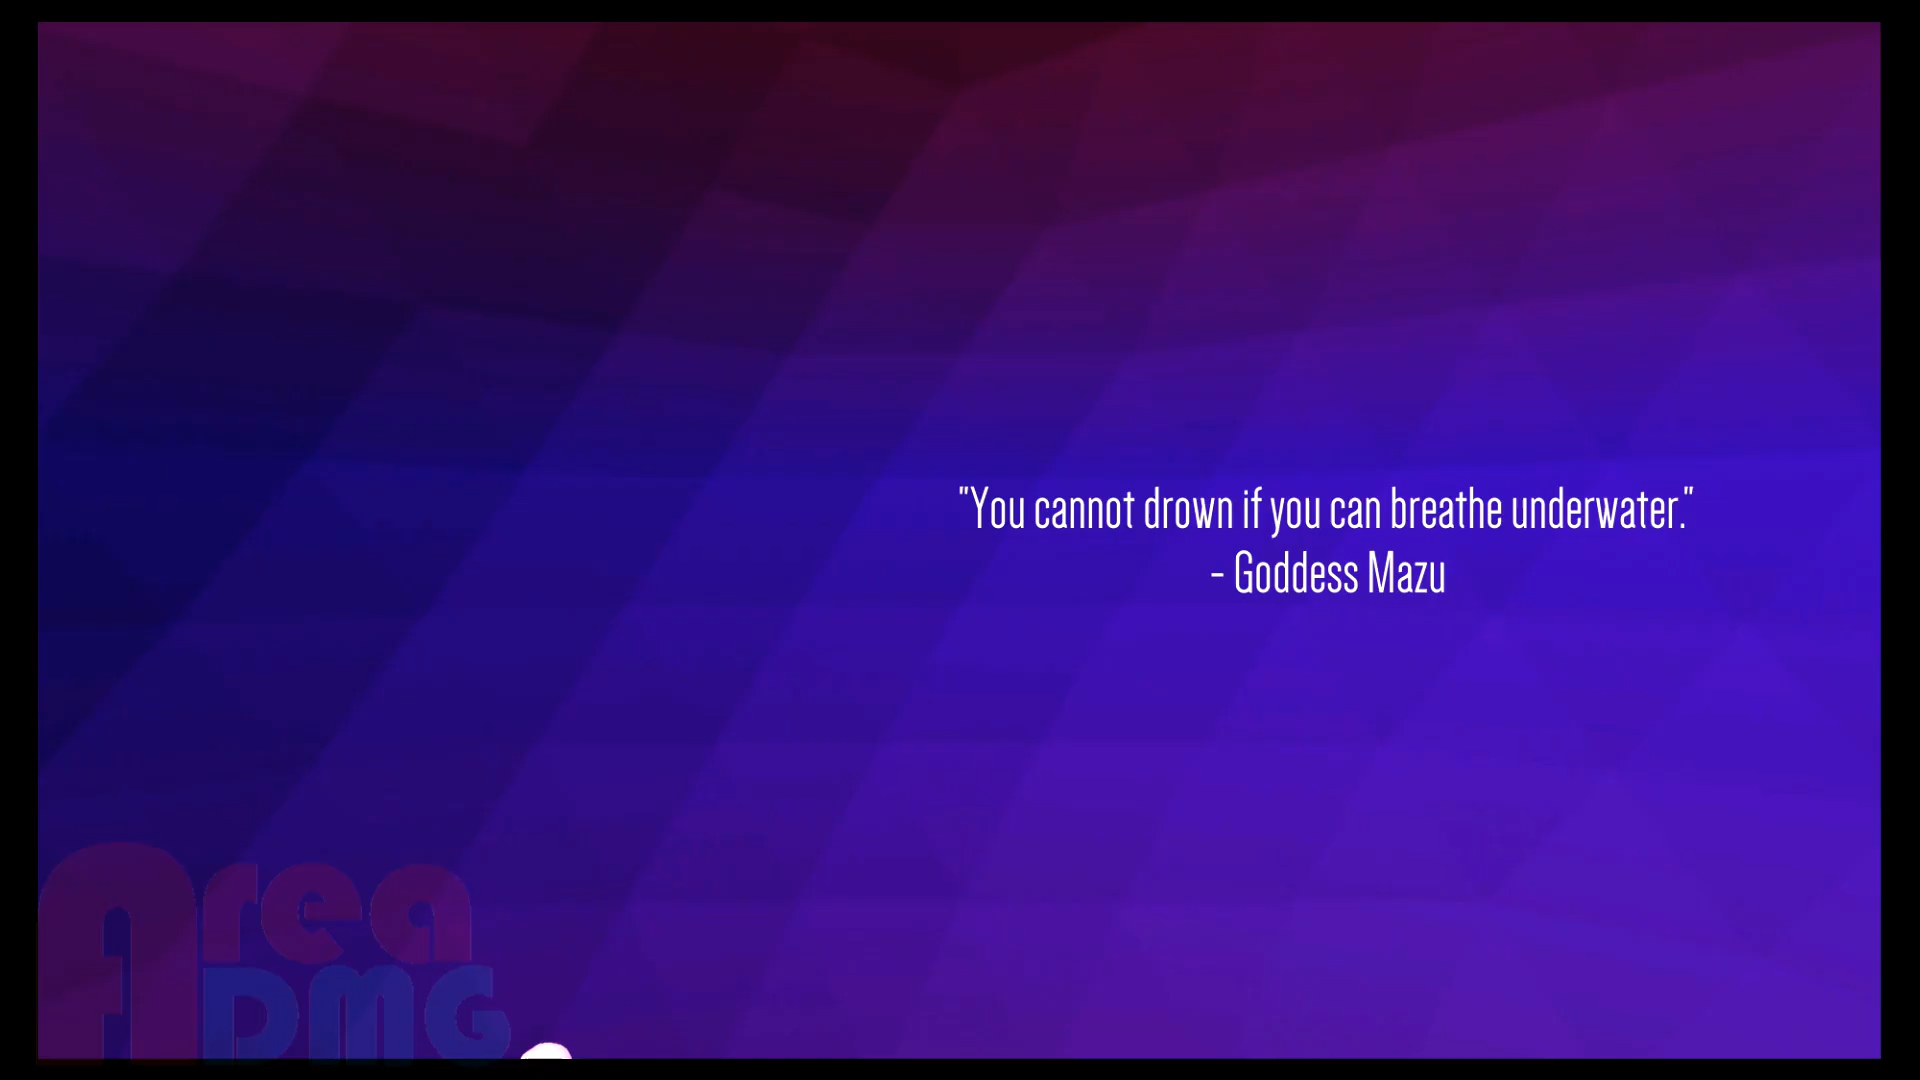 "You cannot drown if you can breathe underwater."
- Goddess Mazu
Area
DMG